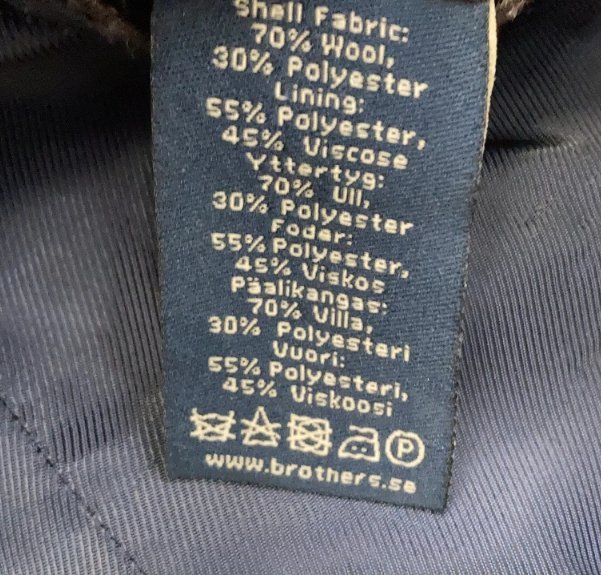 Shell Fabric:
70% Wool,
30% Polyester
Lining:
55% Polyester,
45% Viscose
Yttertyg:
70% Ull,
30% Polyester
Foder:
55% Polyester,
45% Viskos
Päälikangas:
70% Villa,
30% Polyesteri
Vuori:
55% Polyesteri,
45% Viskoosi
P
www.brothers.se